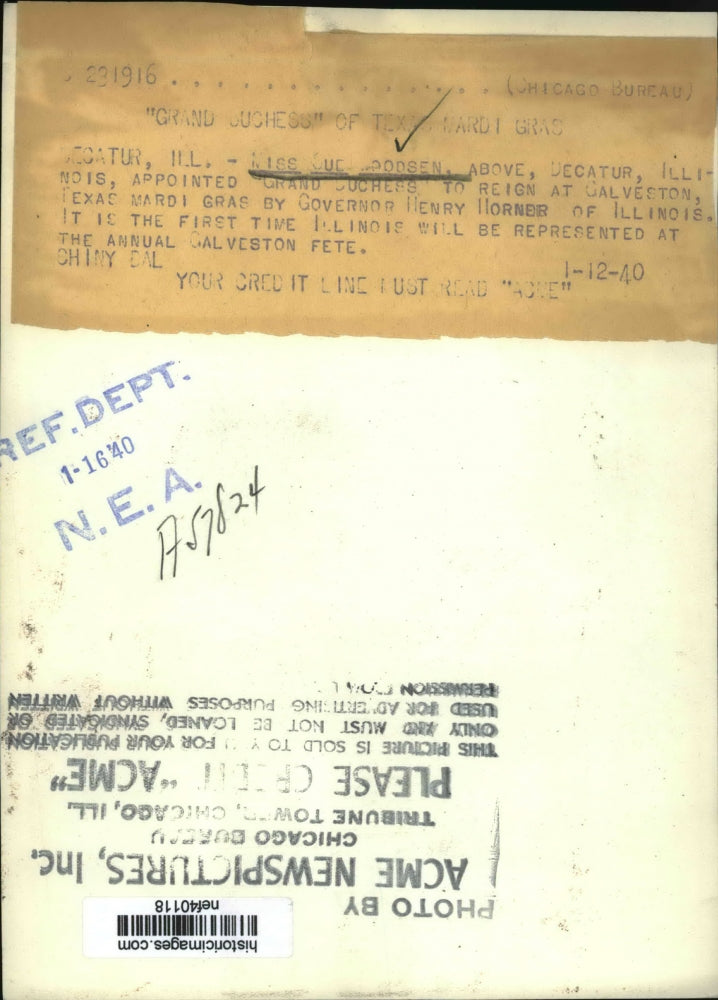 231916 . . . . . . . . . . . . . . . (CHICAGO BUREAU)
"GRAND DUCHESS" OF TEXAS MARDI GRAS
DECATUR, ILL. - MISS SUE ABOVE, DECATUR, ILLI-
NOIS, APPOINTED "GRAND DUCHESS" TO REIGN AT GALVESTON,
TEXAS MARDI GRAS BY GOVERNOR HENRY HORNER OF ILLINOIS.
IT IS THE FIRST TIME ILLINOIS WILL BE REPRESENTED AT
THE ANNUAL GALVESTON FETE.
CHI NY DAL 1-12-40
YOUR CREDIT LINE MUST READ "ACME"
REF. DEPT.
1-16 '40
N.E.A.
A57824
PHOTO BY
ACME NEWSPICTURES, Inc.
CHICAGO BUREAU
TRIBUNE TOWER, CHICAGO, ILL.
PLEASE CREDIT "ACME"
THIS PICTURE IS SOLD TO YOU FOR YOUR PUBLICATION
ONLY AND MUST NOT BE LOANED, SYNDICATED OR
USED FOR ADVERTISING PURPOSES WITHOUT WRITTEN
PERMISSION
historicimages.com
nef40118